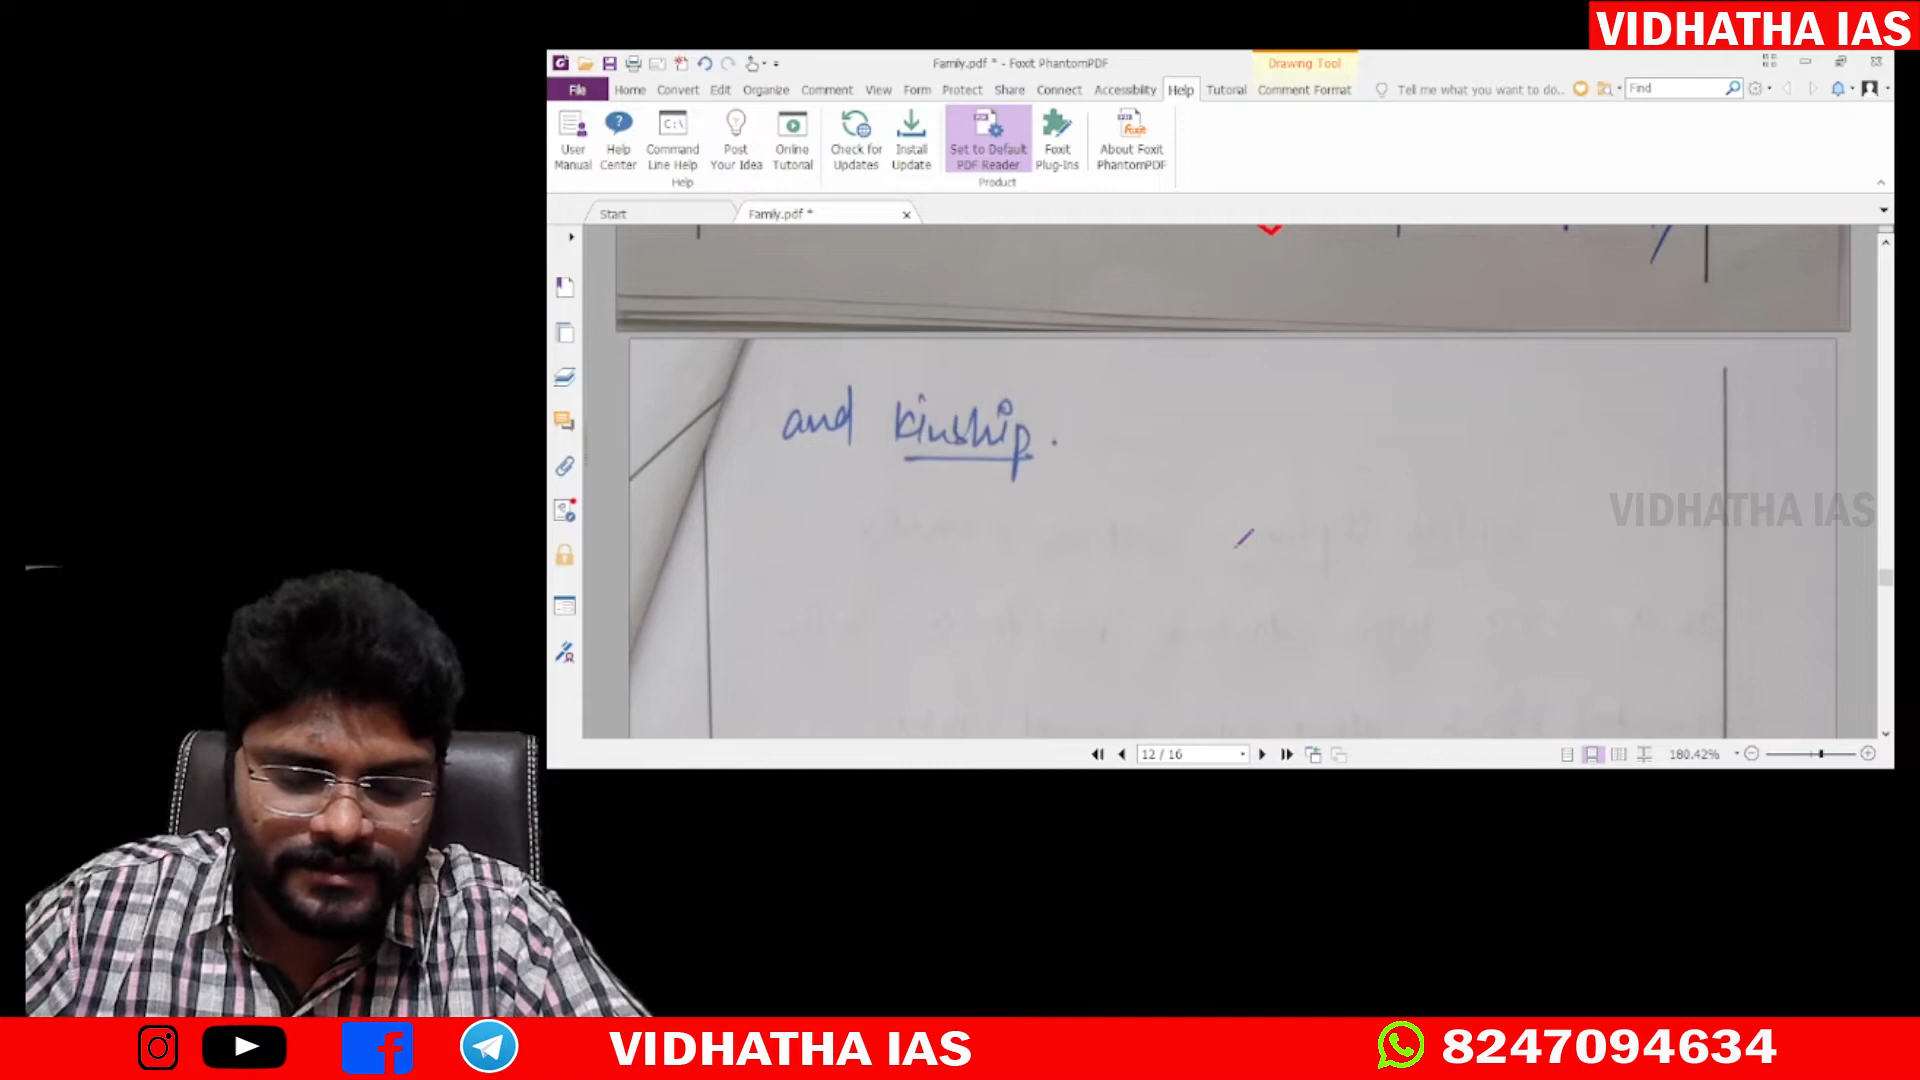 VIDHATHA IAS
Family.pdf * - Foxit PhantomPDF
Drawing Tool
File Home Convert Edit Organize Comment View Form Protect Share Connect Accessibility Help Tutorial Comment Format Tell me what you want to do.. Find
User Manual
Help Center
Command Line Help
Post Your Idea
Online Tutorial
Check for Updates
Install Update
Set to Default PDF Reader
Foxit Plug-Ins
About Foxit PhantomPDF
Help
Product
Start
Family.pdf *
and kinship.
VIDHATHA IAS
12 / 16
180.42%
VIDHATHA IAS
8247094634